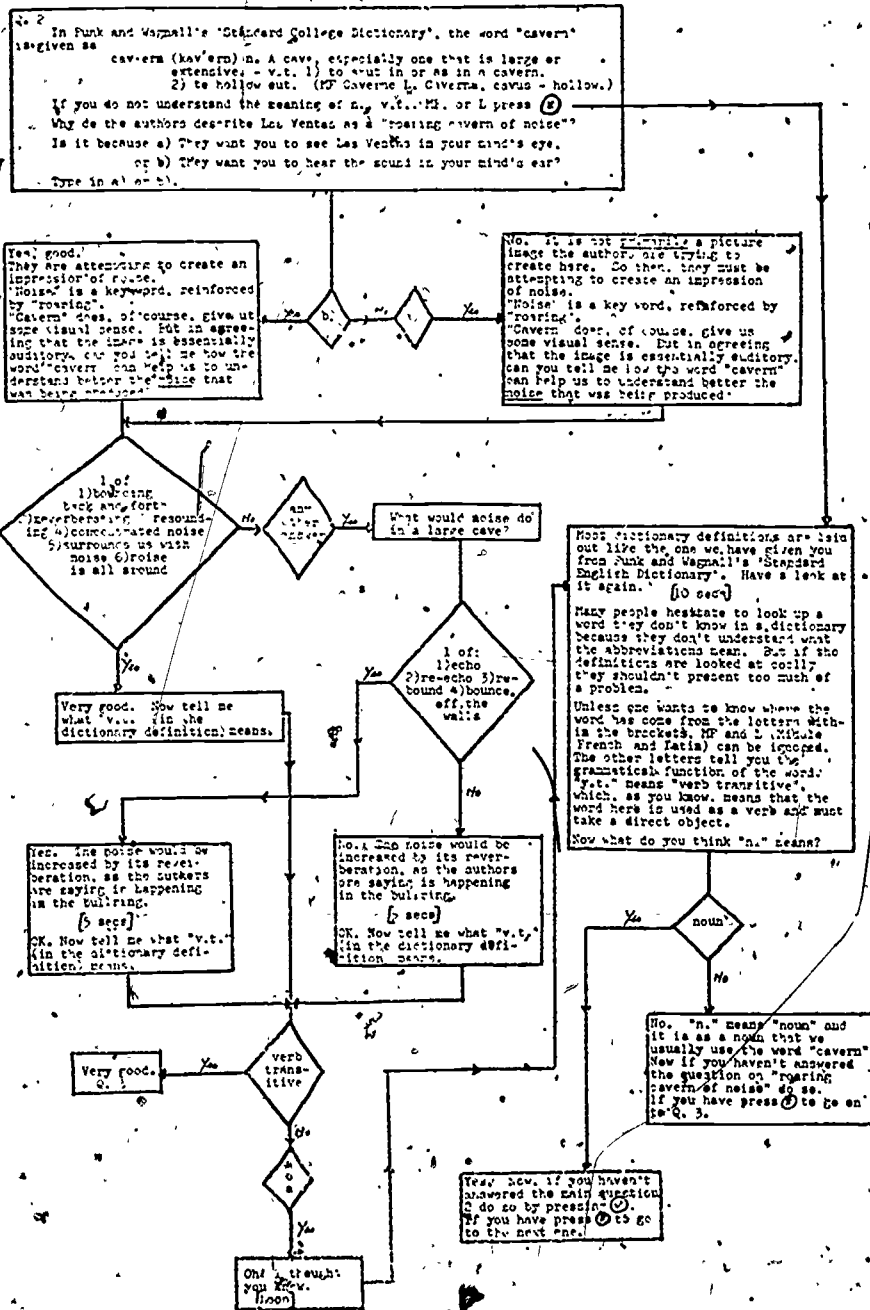 Q. 2
In Funk and Wagnall's 'Standard College Dictionary', the word "cavern"
is given as
cav·ern (kav'ern) n. A cave, especially one that is large or
extensive. - v.t. 1) to shut in or as in a cavern.
2) to hollow out. (MF Caverne L. Caverna, cavus - hollow.)
If you do not understand the meaning of n., v.t., MF, or L press
Why do the authors describe Las Ventas as a "roaring cavern of noise"?
Is it because a) They want you to see Las Ventas in your mind's eye.
or b) They want you to hear the sound in your mind's ear?
Type in a) or b).
Yes, good.
They are attempting to create an
impression of noise.
"Noise" is a key word, reinforced
by "roaring".
"Cavern" does, of course, give us
some visual sense. But in agree-
ing that the image is essentially
auditory, can you tell me how the
word "cavern" can help us to un-
derstand better the noise that
was being produced
Yes
b
No
Yes
No. It is not primarily a picture
image the authors are trying to
create here. So then, they must be
attempting to create an impression
of noise.
"Noise" is a key word, reinforced by
"roaring".
"Cavern" does, of course, give us
some visual sense. But in agreeing
that the image is essentially auditory,
can you tell me how the word "cavern"
can help us to understand better the
noise that was being produced
1 of
1)bouncing
back and forth
reverberating resound-
ing 4)concentrated noise
5)surrounds us with
noise 6)noise
is all around
No
any
other
answer
Yes
What would noise do
in a large cave?
Yes
Very good. Now tell me
what "v.t." (in the
dictionary definition) means.
1 of:
1)echo
2)re-echo 3)re-
bound 4)bounce
off the
walls
Yes
No
Yes. The noise would be
increased by its rever-
beration, as the authors
are saying is happening
in the bullring.
secs]
OK. Now tell me what "v.t."
(in the dictionary defi-
nition) means.
No. The noise would be
increased by its rever-
beration, as the authors
are saying is happening
in the bullring.
secs]
OK. Now tell me what "v.t."
(in the dictionary defi-
nition) means.
Most dictionary definitions are laid
out like the one we have given you
from Funk and Wagnall's 'Standard
English Dictionary'. Have a look at
it again. [10 secs]
Many people hesitate to look up a
word they don't know in a dictionary
because they don't understand what
the abbreviations mean. But if the
definitions are looked at coolly
they shouldn't present too much of
a problem.
Unless one wants to know where the
word has come from the letters with-
in the brackets, MF and L (Middle
French and Latin) can be ignored.
The other letters tell you the
grammatical function of the word.
"v.t." means "verb transitive",
which, as you know, means that the
word here is used as a verb and must
take a direct object.
Now what do you think "n." means?
Yes
noun
No
No. "n." means "noun" and
it is as a noun that we
usually use the word "cavern"
Now if you haven't answered
the question on "roaring
cavern of noise" do so.
If you have press to go on
to Q. 3.
Yes, now, if you haven't
answered the main question
2 do so by pressing
If you have press to go
to the next one.
verb
trans-
itive
Yes
Very good.
Q.
No
Yes
Oh! I thought
you knew.